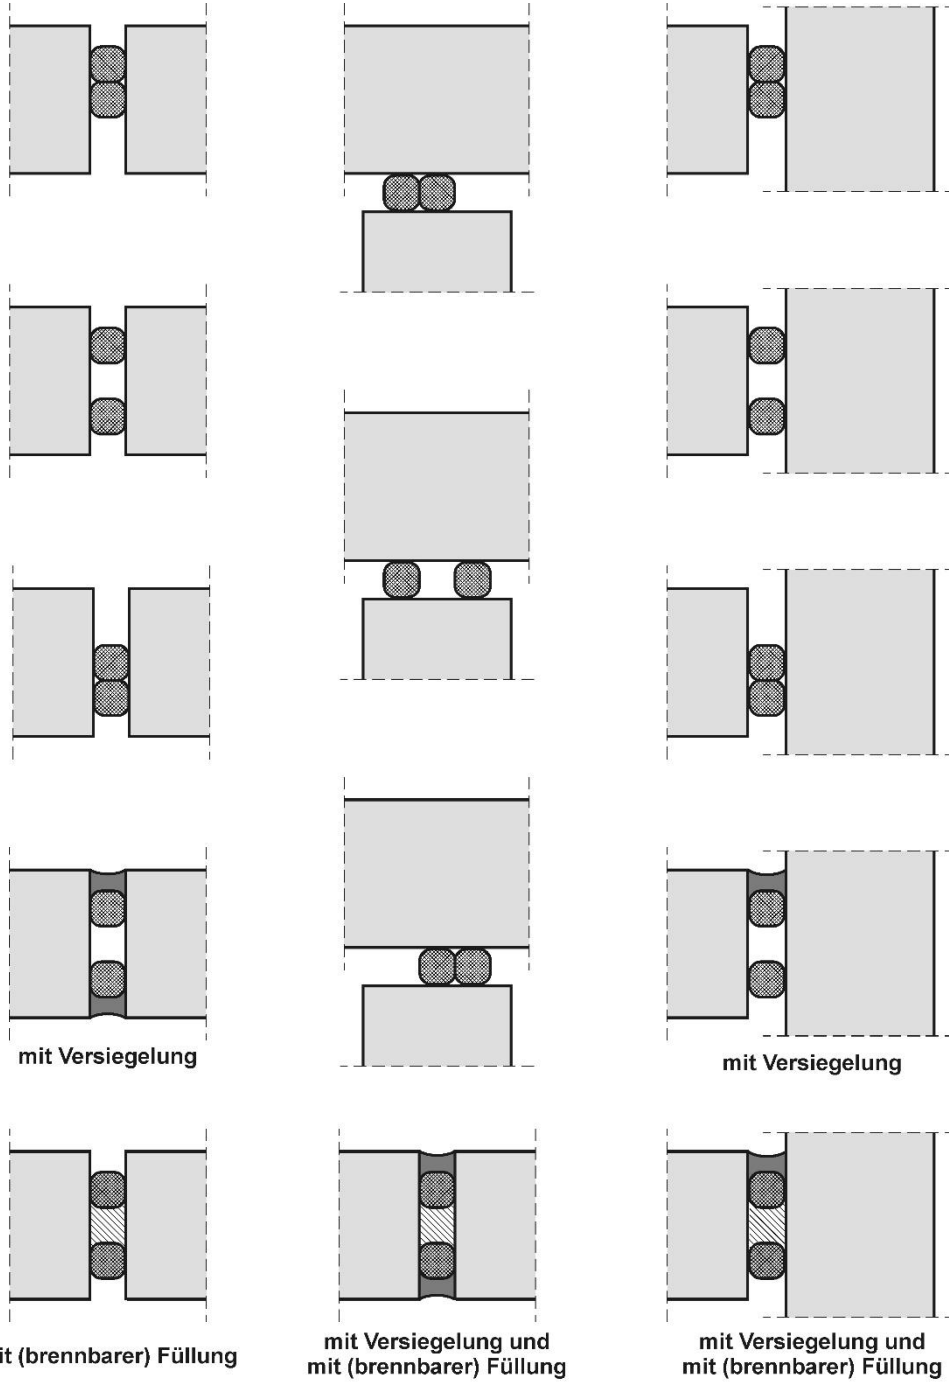 mit Versiegelung
mit Versiegelung
it (brennbarer) Füllung
mit Versiegelung und
mit (brennbarer) Füllung
mit Versiegelung und
mit (brennbarer) Füllung